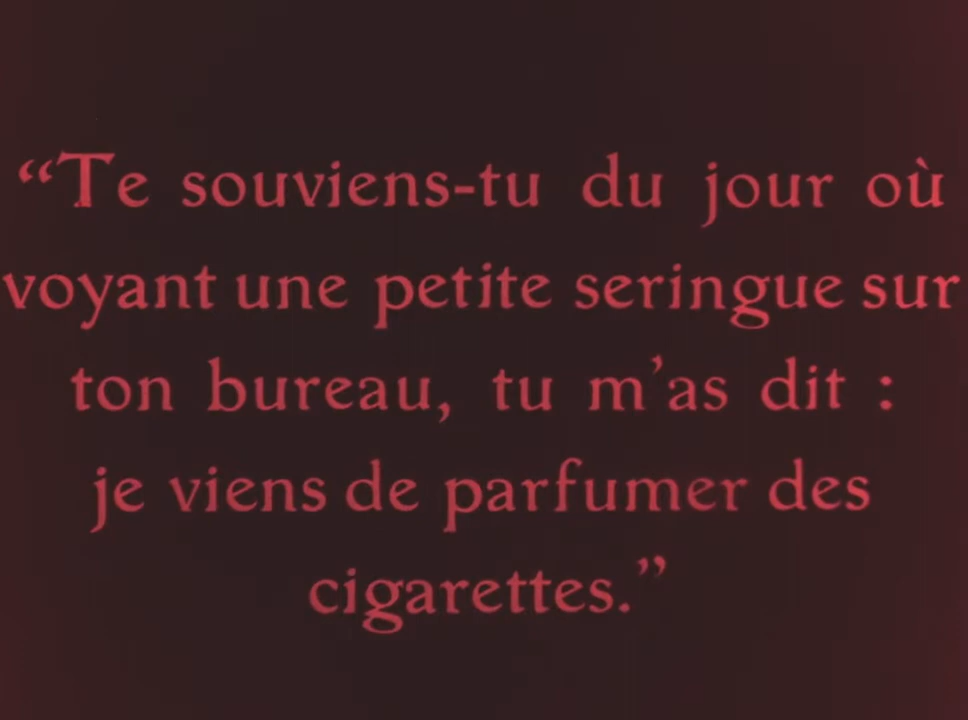 “Te souviens-tu du jour où
voyant une petite seringue sur
ton bureau, tu m’as dit :
je viens de parfumer des
cigarettes.”